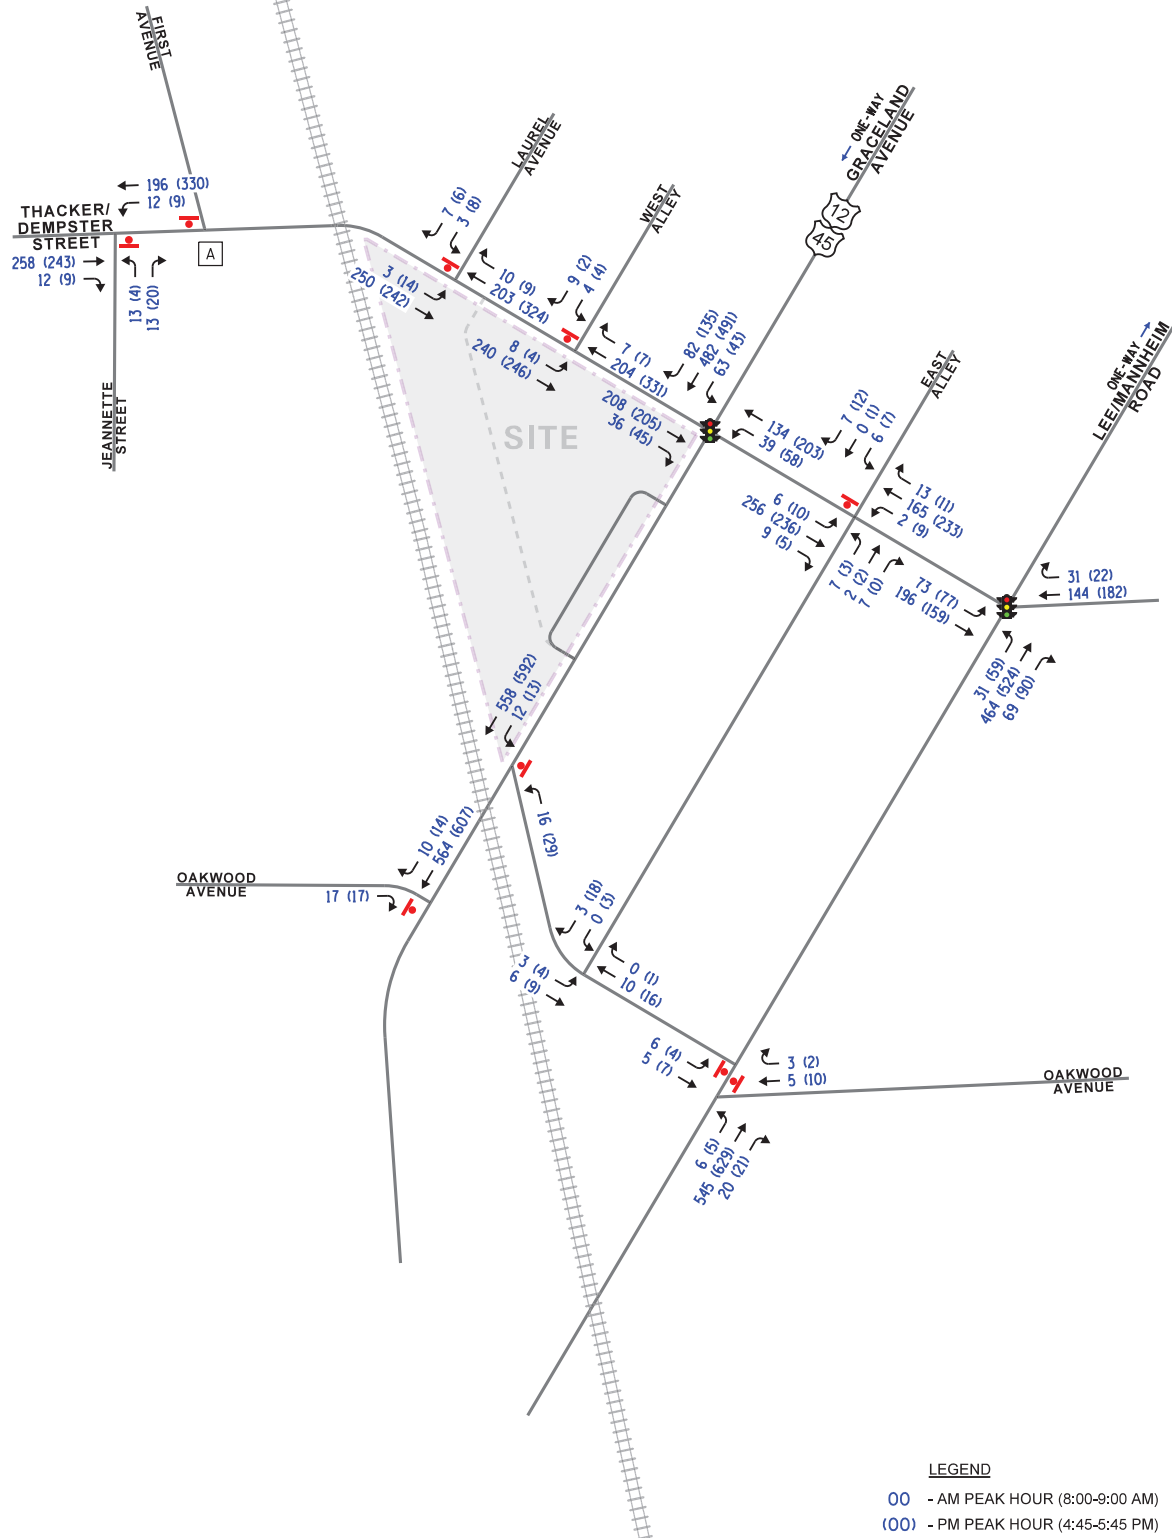 FIRST
AVENUE
196 (330)
12 (9)
THACKER/
DEMPSTER
STREET
258 (243)
12 (9)
13 (4)
13 (20)
A
JEANNETTE
STREET
LAUREL
AVENUE
7 (6)
3 (8)
3 (14)
250 (242)
10 (9)
203 (324)
WEST
ALLEY
9 (2)
4 (4)
8 (4)
240 (246)
7 (7)
204 (331)
ONE-WAY
GRACELAND
AVENUE
12
45
82 (135)
482 (491)
63 (43)
208 (205)
36 (45)
SITE
134 (203)
39 (58)
EAST
ALLEY
7 (12)
0 (1)
6 (7)
6 (10)
256 (236)
9 (5)
13 (11)
165 (233)
2 (9)
7 (3)
2 (2)
7 (0)
ONE-WAY
LEE/MANNHEIM
ROAD
73 (77)
196 (159)
31 (22)
144 (182)
31 (59)
464 (524)
69 (90)
558 (592)
12 (13)
16 (29)
10 (14)
564 (607)
OAKWOOD
AVENUE
17 (17)
3 (18)
0 (3)
3 (4)
6 (9)
0 (1)
10 (16)
6 (4)
5 (7)
3 (2)
5 (10)
OAKWOOD
AVENUE
6 (5)
545 (629)
20 (21)
LEGEND
00 - AM PEAK HOUR (8:00-9:00 AM)
(00) - PM PEAK HOUR (4:45-5:45 PM)